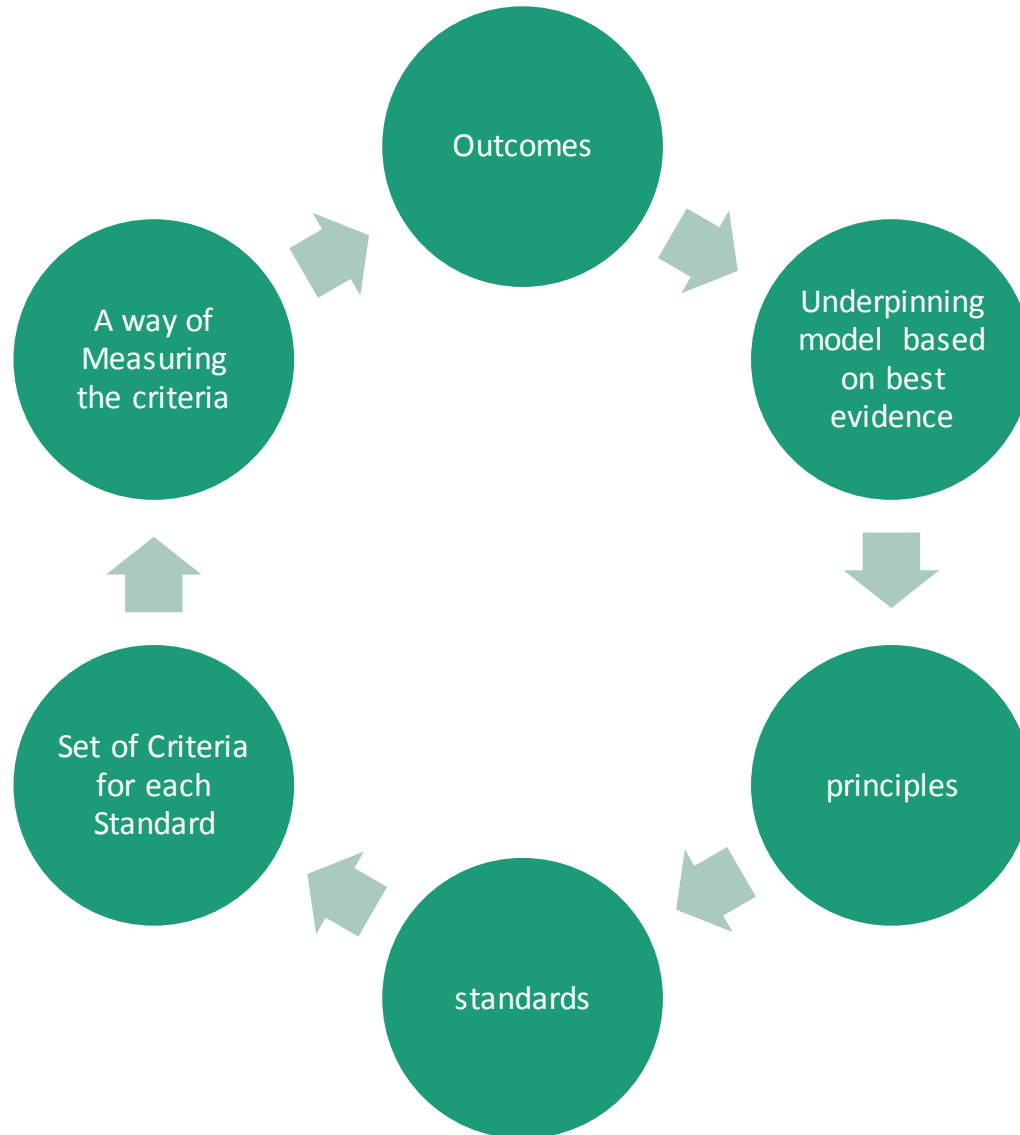 Outcomes
Underpinning
model based
on best
evidence
principles
standards
Set of Criteria
for each
Standard
A way of
Measuring
the criteria